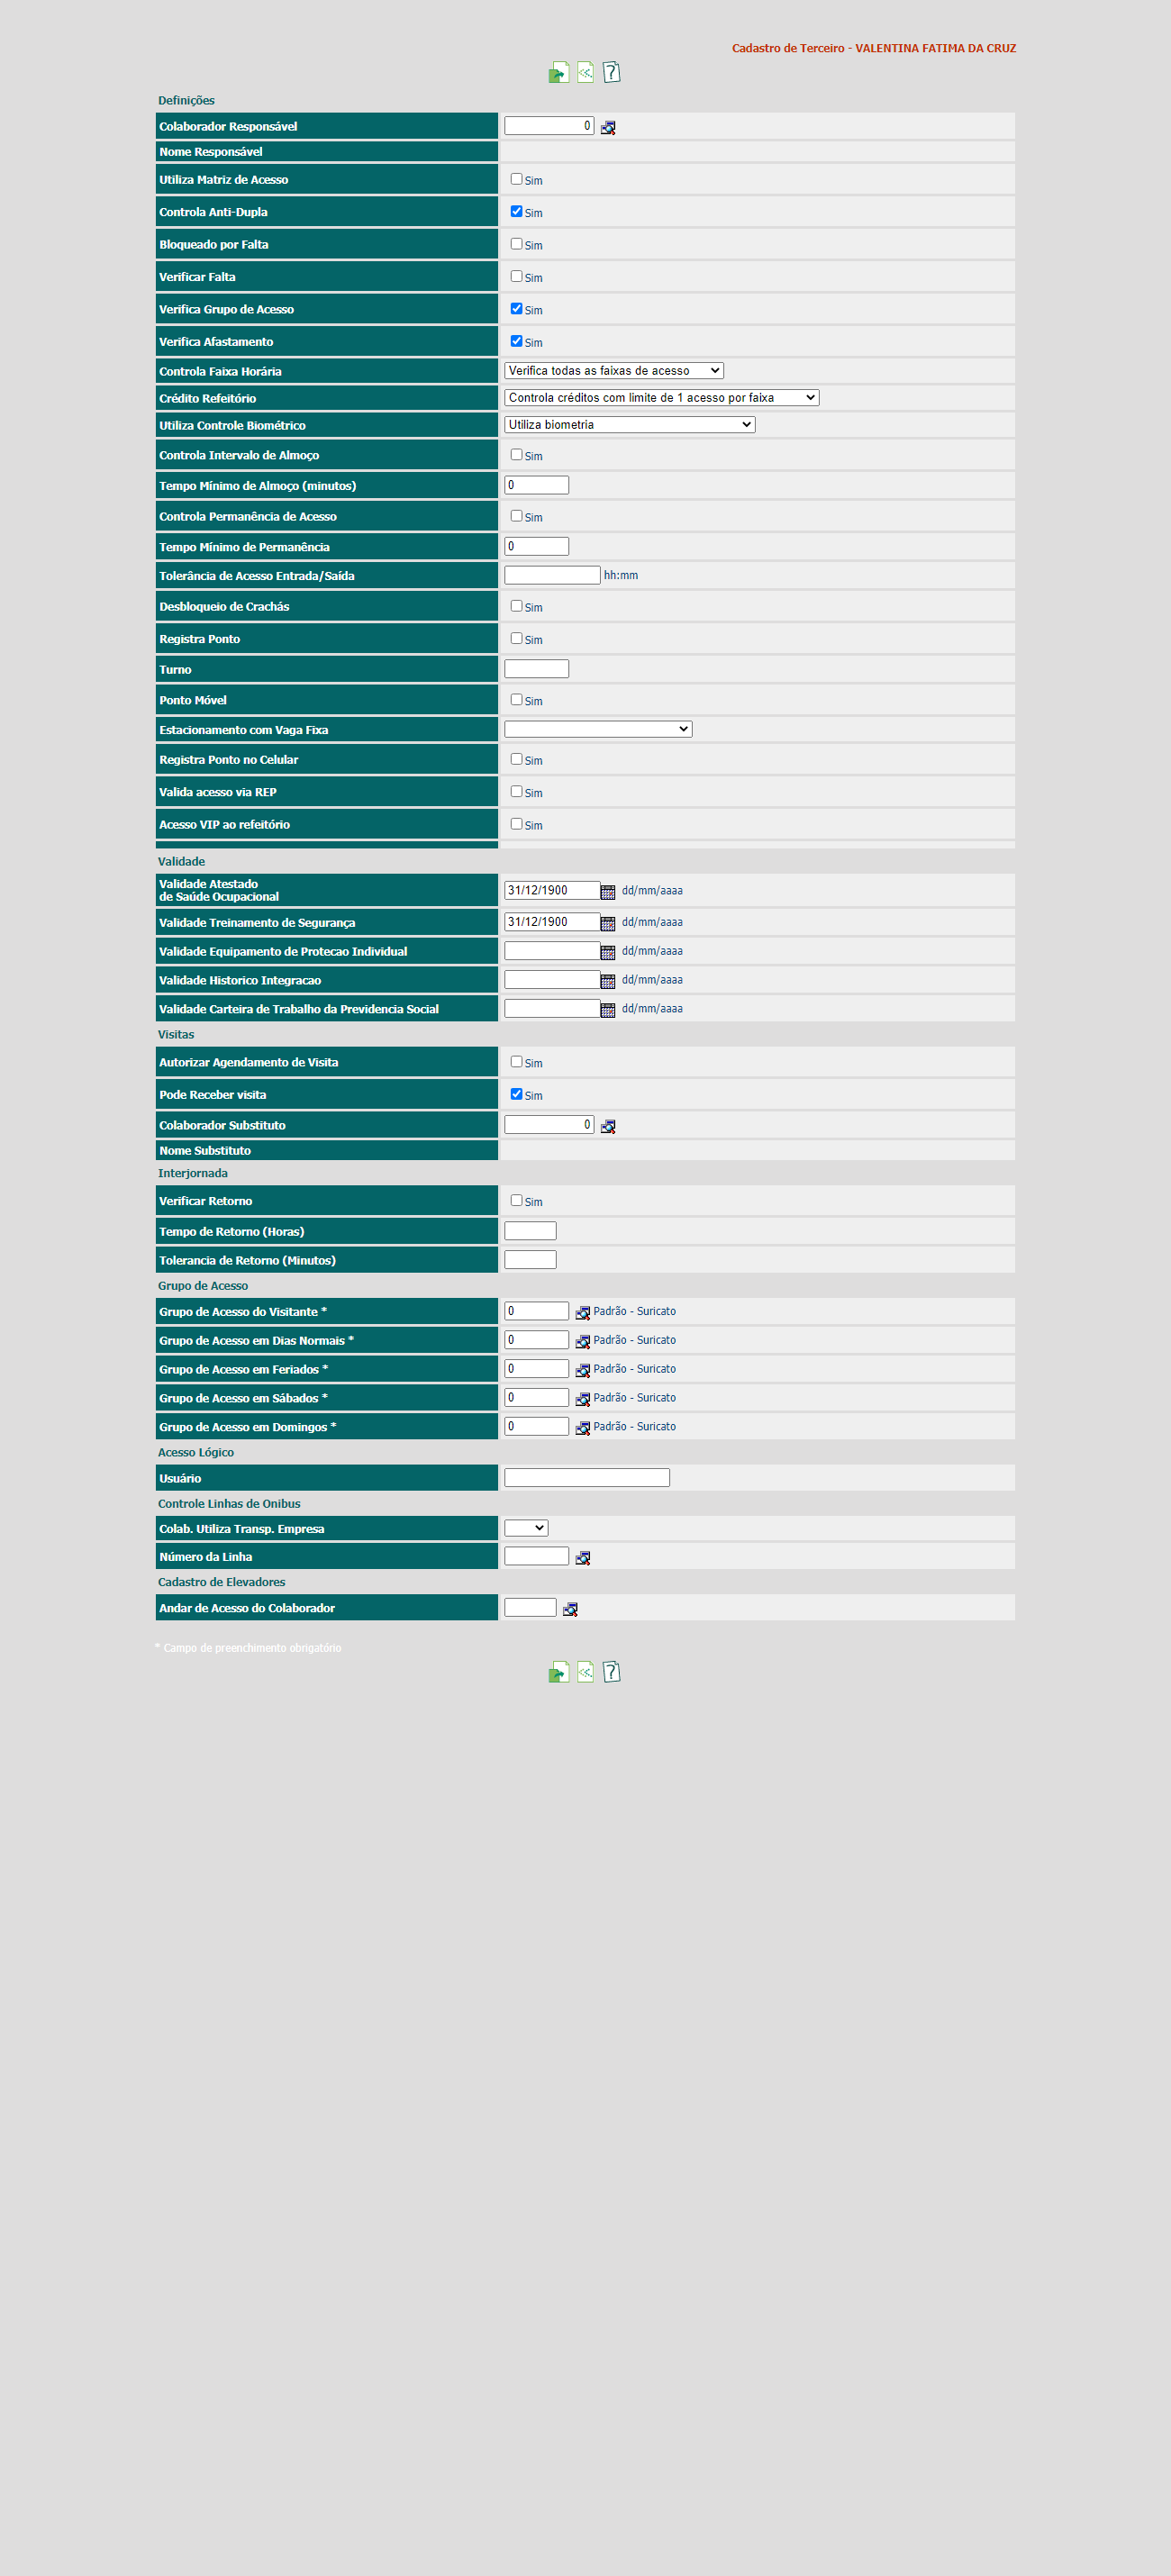 Cadastro de Terceiro - VALENTINA FATIMA DA CRUZ
Definições
Colaborador Responsável 0
Nome Responsável
Utiliza Matriz de Acesso Sim
Controla Anti-Dupla Sim
Bloqueado por Falta Sim
Verificar Falta Sim
Verifica Grupo de Acesso Sim
Verifica Afastamento Sim
Controla Faixa Horária Verifica todas as faixas de acesso
Crédito Refeitório Controla créditos com limite de 1 acesso por faixa
Utiliza Controle Biométrico Utiliza biometria
Controla Intervalo de Almoço Sim
Tempo Mínimo de Almoço (minutos) 0
Controla Permanência de Acesso Sim
Tempo Mínimo de Permanência 0
Tolerância de Acesso Entrada/Saída hh:mm
Desbloqueio de Crachás Sim
Registra Ponto Sim
Turno
Ponto Móvel Sim
Estacionamento com Vaga Fixa
Registra Ponto no Celular Sim
Valida acesso via REP Sim
Acesso VIP ao refeitório Sim
Validade
Validade Atestado
de Saúde Ocupacional 31/12/1900 dd/mm/aaaa
Validade Treinamento de Segurança 31/12/1900 dd/mm/aaaa
Validade Equipamento de Protecao Individual dd/mm/aaaa
Validade Historico Integracao dd/mm/aaaa
Validade Carteira de Trabalho da Previdencia Social dd/mm/aaaa
Visitas
Autorizar Agendamento de Visita Sim
Pode Receber visita Sim
Colaborador Substituto 0
Nome Substituto
Interjornada
Verificar Retorno Sim
Tempo de Retorno (Horas)
Tolerancia de Retorno (Minutos)
Grupo de Acesso
Grupo de Acesso do Visitante * 0 Padrão - Suricato
Grupo de Acesso em Dias Normais * 0 Padrão - Suricato
Grupo de Acesso em Feriados * 0 Padrão - Suricato
Grupo de Acesso em Sábados * 0 Padrão - Suricato
Grupo de Acesso em Domingos * 0 Padrão - Suricato
Acesso Lógico
Usuário
Controle Linhas de Onibus
Colab. Utiliza Transp. Empresa
Número da Linha
Cadastro de Elevadores
Andar de Acesso do Colaborador
* Campo de preenchimento obrigatório